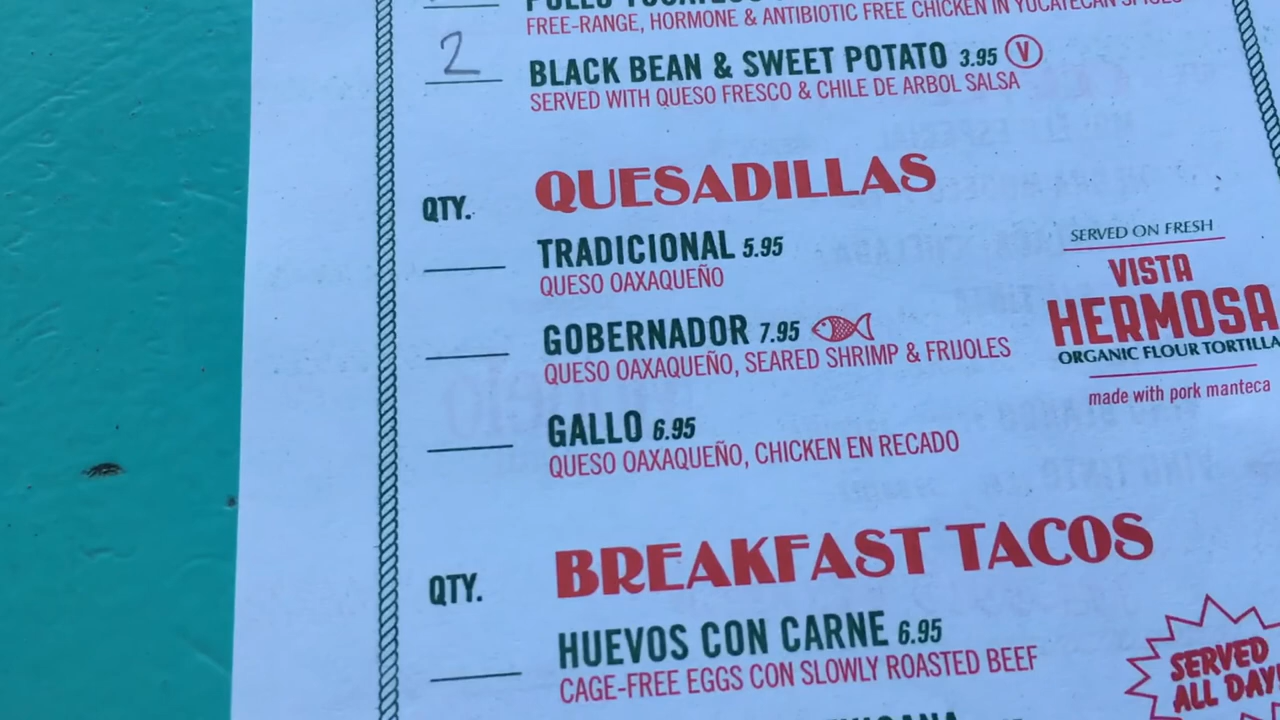 FREE-RANGE, HORMONE & ANTIBIOTIC FREE CHICKEN IN YUCATECAN SPICES
2
BLACK BEAN & SWEET POTATO 3.95 V
SERVED WITH QUESO FRESCO & CHILE DE ARBOL SALSA
QUESADILLAS
QTY.
TRADICIONAL 5.95
QUESO OAXAQUEÑO
GOBERNADOR 7.95
QUESO OAXAQUEÑO, SEARED SHRIMP & FRIJOLES
GALLO 6.95
QUESO OAXAQUEÑO, CHICKEN EN RECADO
SERVED ON FRESH
VISTA
HERMOSA
ORGANIC FLOUR TORTILLA
made with pork manteca
BREAKFAST TACOS
QTY.
HUEVOS CON CARNE 6.95
CAGE-FREE EGGS CON SLOWLY ROASTED BEEF
SERVED
ALL DAY!